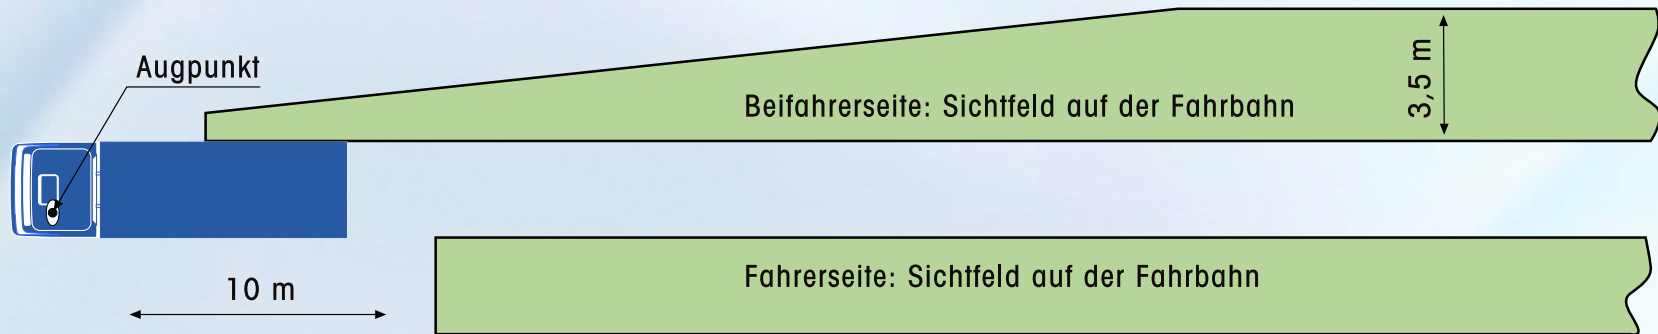 Augpunkt
Beifahrerseite: Sichtfeld auf der Fahrbahn
3,5 m
Fahrerseite: Sichtfeld auf der Fahrbahn
10 m